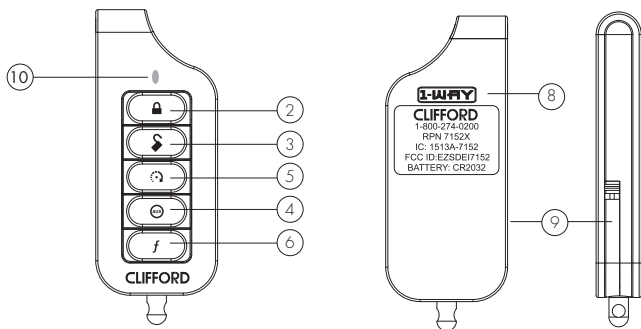 10
2
3
5
AUX
4
f
6
CLIFFORD
1-WAY
8
CLIFFORD
1-800-274-0200
RPN 7152X
IC: 1513A-7152
FCC ID:EZSDEI7152
BATTERY: CR2032
9